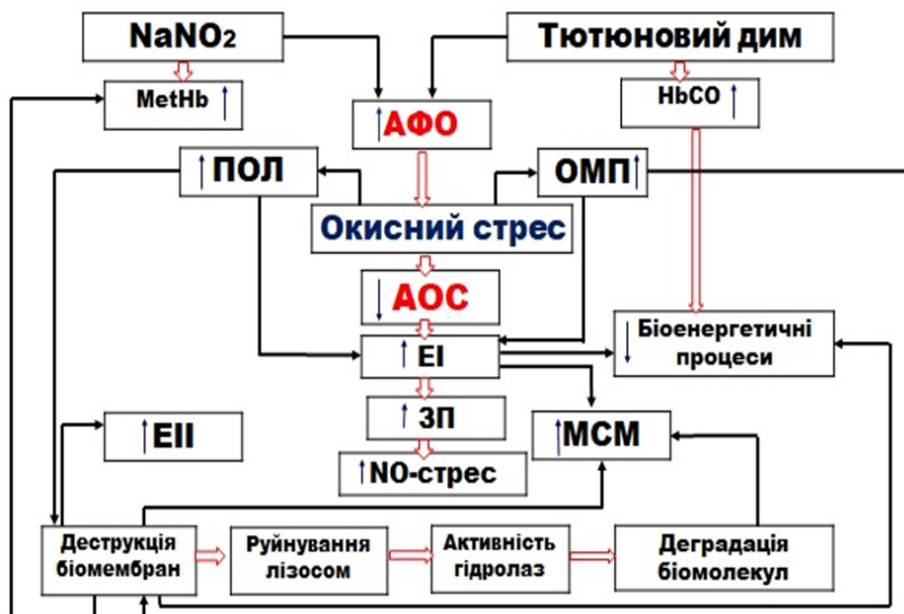 NaNO₂
Тютюновий дим
MetHb
HbCO
АФО
ПОЛ
ОМП
Окисний стрес
АОС
Біоенергетичні
процеси
ЕІ
ЗП
МСМ
ЕІІ
NO-стрес
Деструкція
біомембран
Руйнування
лізосом
Активність
гідролаз
Деградація
біомолекул